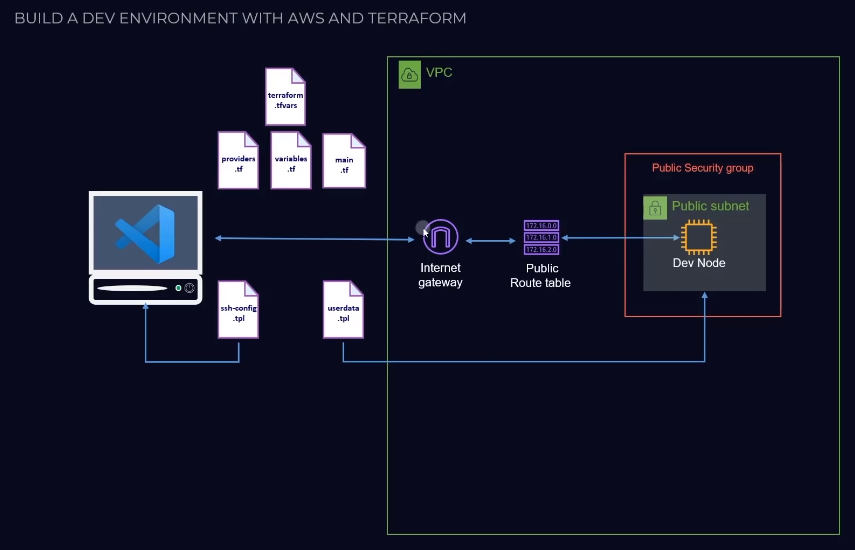 BUILD A DEV ENVIRONMENT WITH AWS AND TERRAFORM
VPC
terraform
.tfvars
providers
.tf
variables
.tf
main
.tf
Public Security group
Public subnet
172.16.0.0
172.16.1.0
172.16.2.0
Dev Node
Internet
gateway
Public
Route table
ssh-config
.tpl
userdata
.tpl